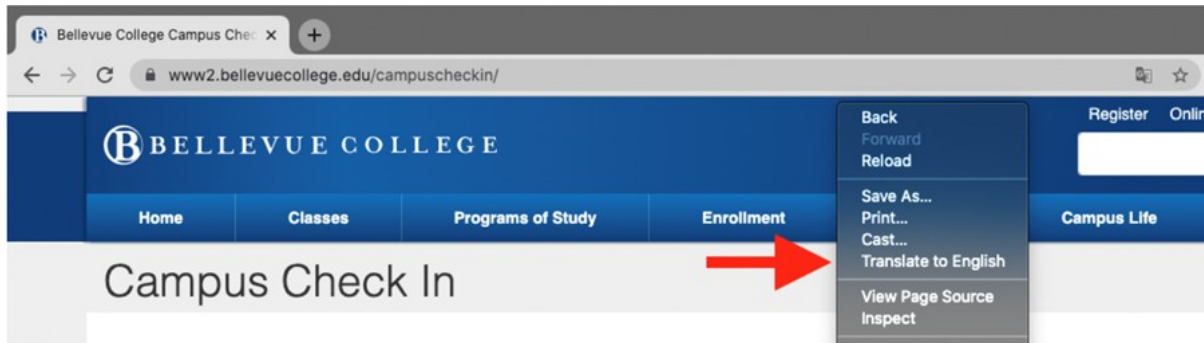 Bellevue College Campus Chec
www2.bellevuecollege.edu/campuscheckin/
BELLEVUE COLLEGE
Register Onlin
Home Classes Programs of Study Enrollment Campus Life
Campus Check In
Back
Forward
Reload
Save As...
Print...
Cast...
Translate to English
View Page Source
Inspect